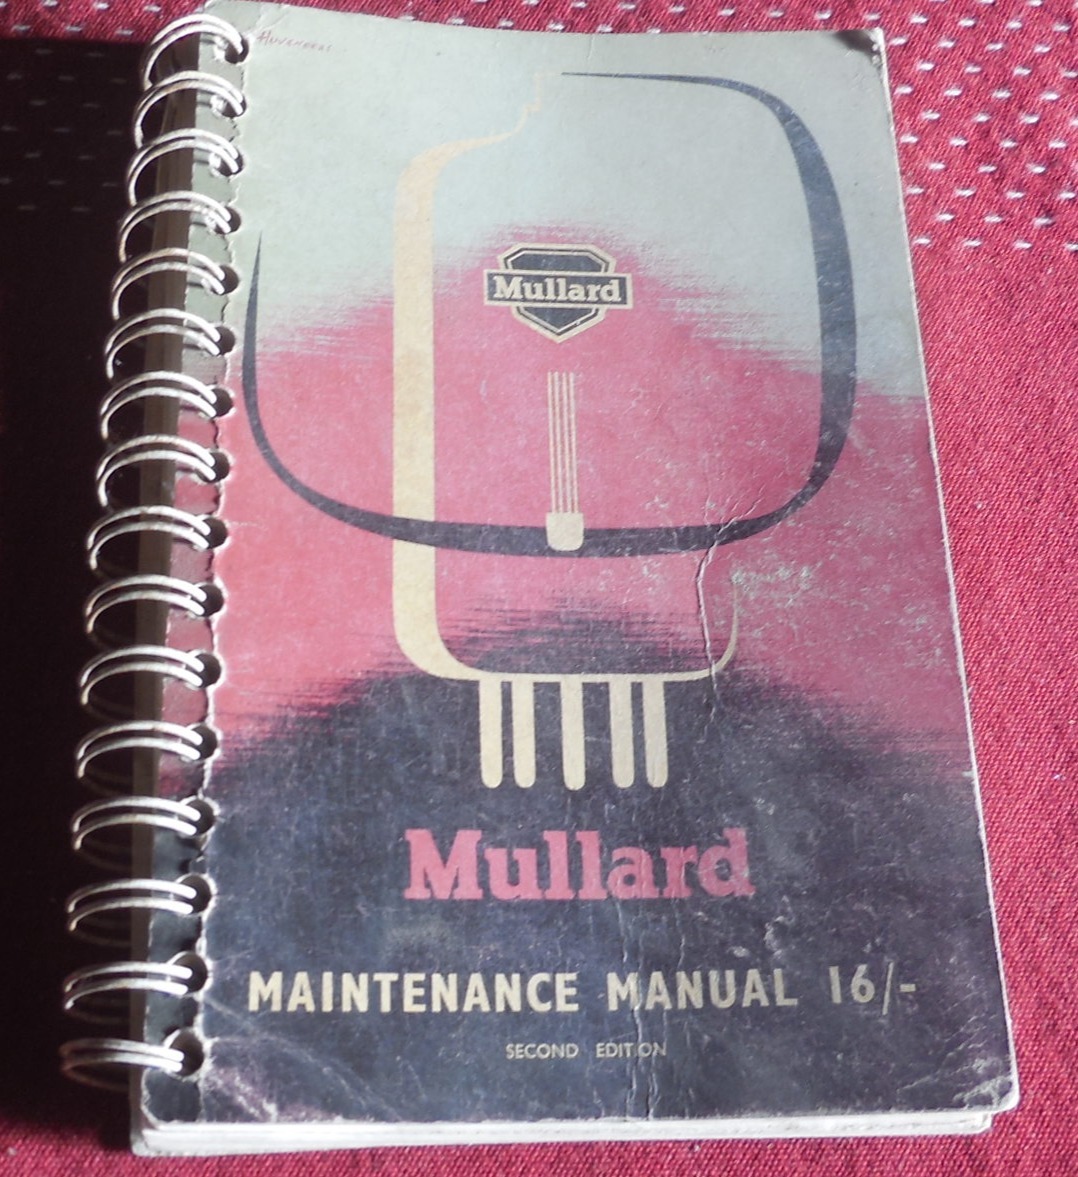 Mullard
Mullard
MAINTENANCE MANUAL 16/-
SECOND EDITION